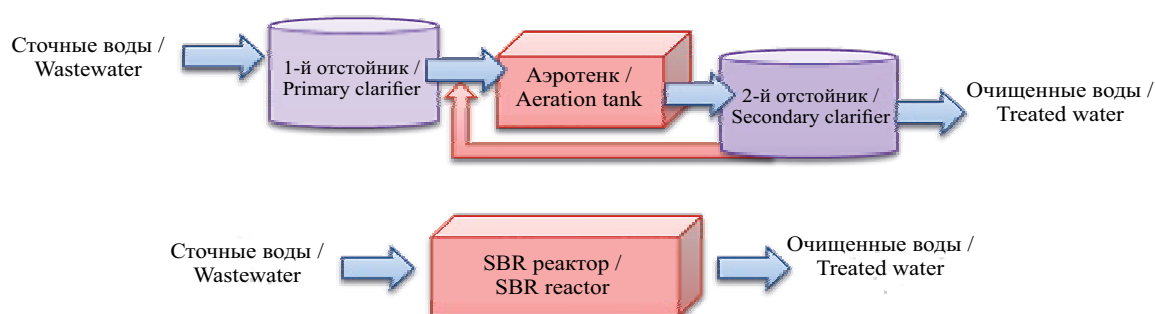 Сточные воды /
Wastewater
1-й отстойник /
Primary clarifier
Аэротенк /
Aeration tank
2-й отстойник /
Secondary clarifier
Очищенные воды /
Treated water
Сточные воды /
Wastewater
SBR реактор /
SBR reactor
Очищенные воды /
Treated water